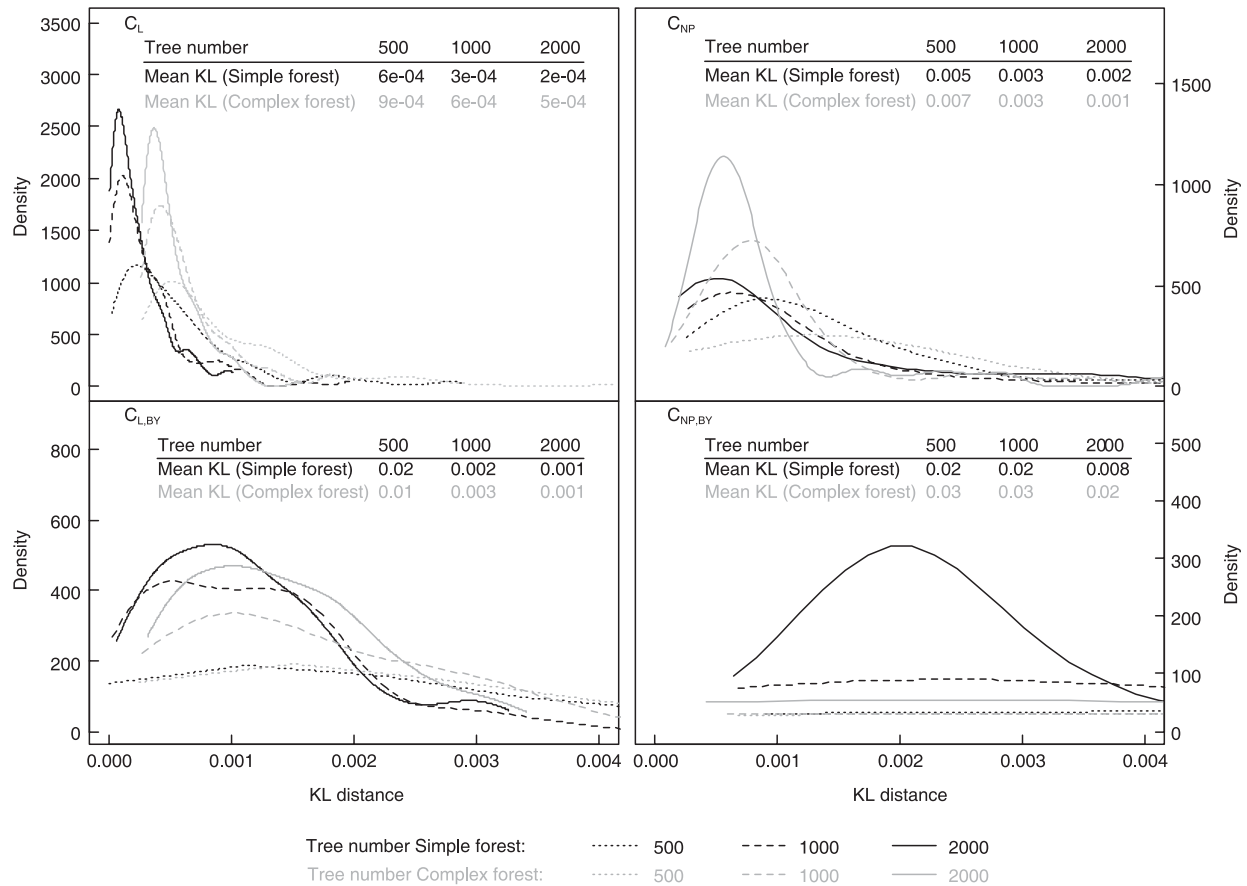 C_L
Tree number 500 1000 2000
Mean KL (Simple forest) 6e-04 3e-04 2e-04
Mean KL (Complex forest) 9e-04 6e-04 5e-04
3500
3000
2500
2000
1500
1000
500
0
Density
C_NP
Tree number 500 1000 2000
Mean KL (Simple forest) 0.005 0.003 0.002
Mean KL (Complex forest) 0.007 0.003 0.001
1500
1000
500
0
Density
C_L,BY
Tree number 500 1000 2000
Mean KL (Simple forest) 0.02 0.002 0.001
Mean KL (Complex forest) 0.01 0.003 0.001
800
600
400
200
0
Density
0.000 0.001 0.002 0.003 0.004
KL distance
C_NP,BY
Tree number 500 1000 2000
Mean KL (Simple forest) 0.02 0.02 0.008
Mean KL (Complex forest) 0.03 0.03 0.02
500
400
300
200
100
0
Density
0.000 0.001 0.002 0.003 0.004
KL distance
Tree number Simple forest: 500 1000 2000
Tree number Complex forest: 500 1000 2000